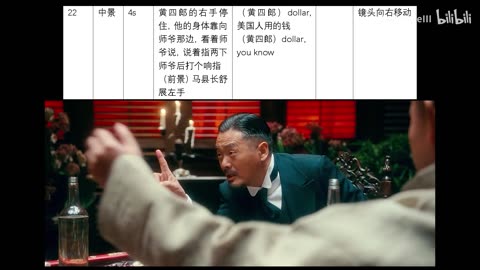 22
中景
4s
黄四郎的右手停
住，他的身体靠向
师爷那边，看着师
爷说，说着指两下
师爷后打个响指
（前景）马县长舒
展左手
（黄四郎）dollar,
美国人用的钱
（黄四郎）dollar,
you know
镜头向右移动
bilibili